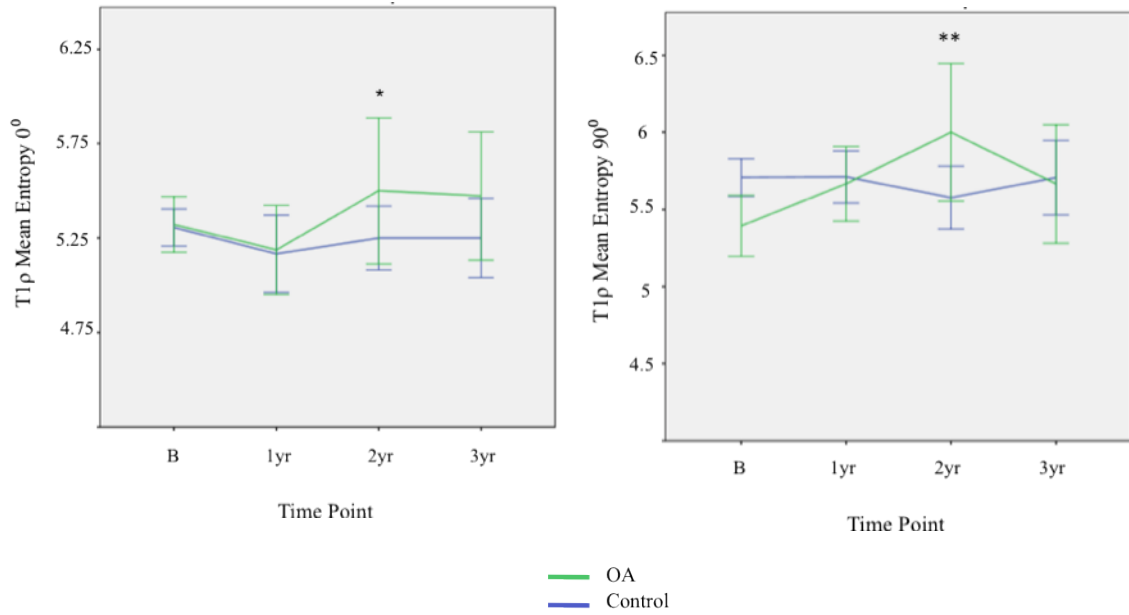 T1ρ Mean Entropy 0⁰
6.25
5.75
5.25
4.75
*
B 1yr 2yr 3yr
Time Point
T1ρ Mean Entropy 90⁰
6.5
6
5.5
5
4.5
**
B 1yr 2yr 3yr
Time Point
OA
Control